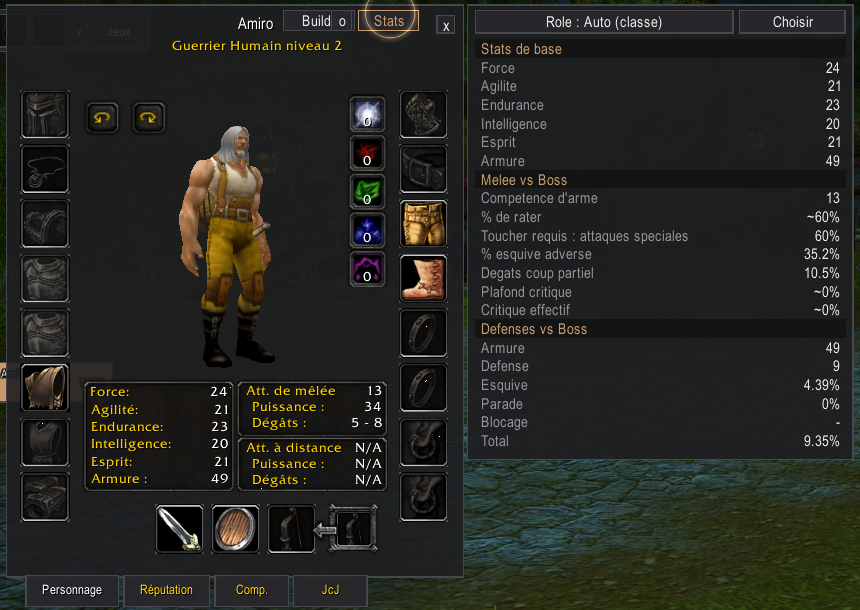 Amiro
Build
o
Stats
x
v
Jeux
Guerrier Humain niveau 2
0
0
0
0
0
Force: 24
Agilité: 21
Endurance: 23
Intelligence: 20
Esprit: 21
Armure : 49
Att. de mêlée 13
Puissance : 34
Dégâts : 5 - 8
Att. à distance N/A
Puissance : N/A
Dégâts : N/A
Personnage
Réputation
Comp.
JcJ
Role : Auto (classe)
Choisir
Stats de base
Force 24
Agilite 21
Endurance 23
Intelligence 20
Esprit 21
Armure 49
Melee vs Boss
Competence d'arme 13
% de rater ~60%
Toucher requis : attaques speciales 60%
% esquive adverse 35.2%
Degats coup partiel 10.5%
Plafond critique ~0%
Critique effectif ~0%
Defenses vs Boss
Armure 49
Defense 9
Esquive 4.39%
Parade 0%
Blocage -
Total 9.35%